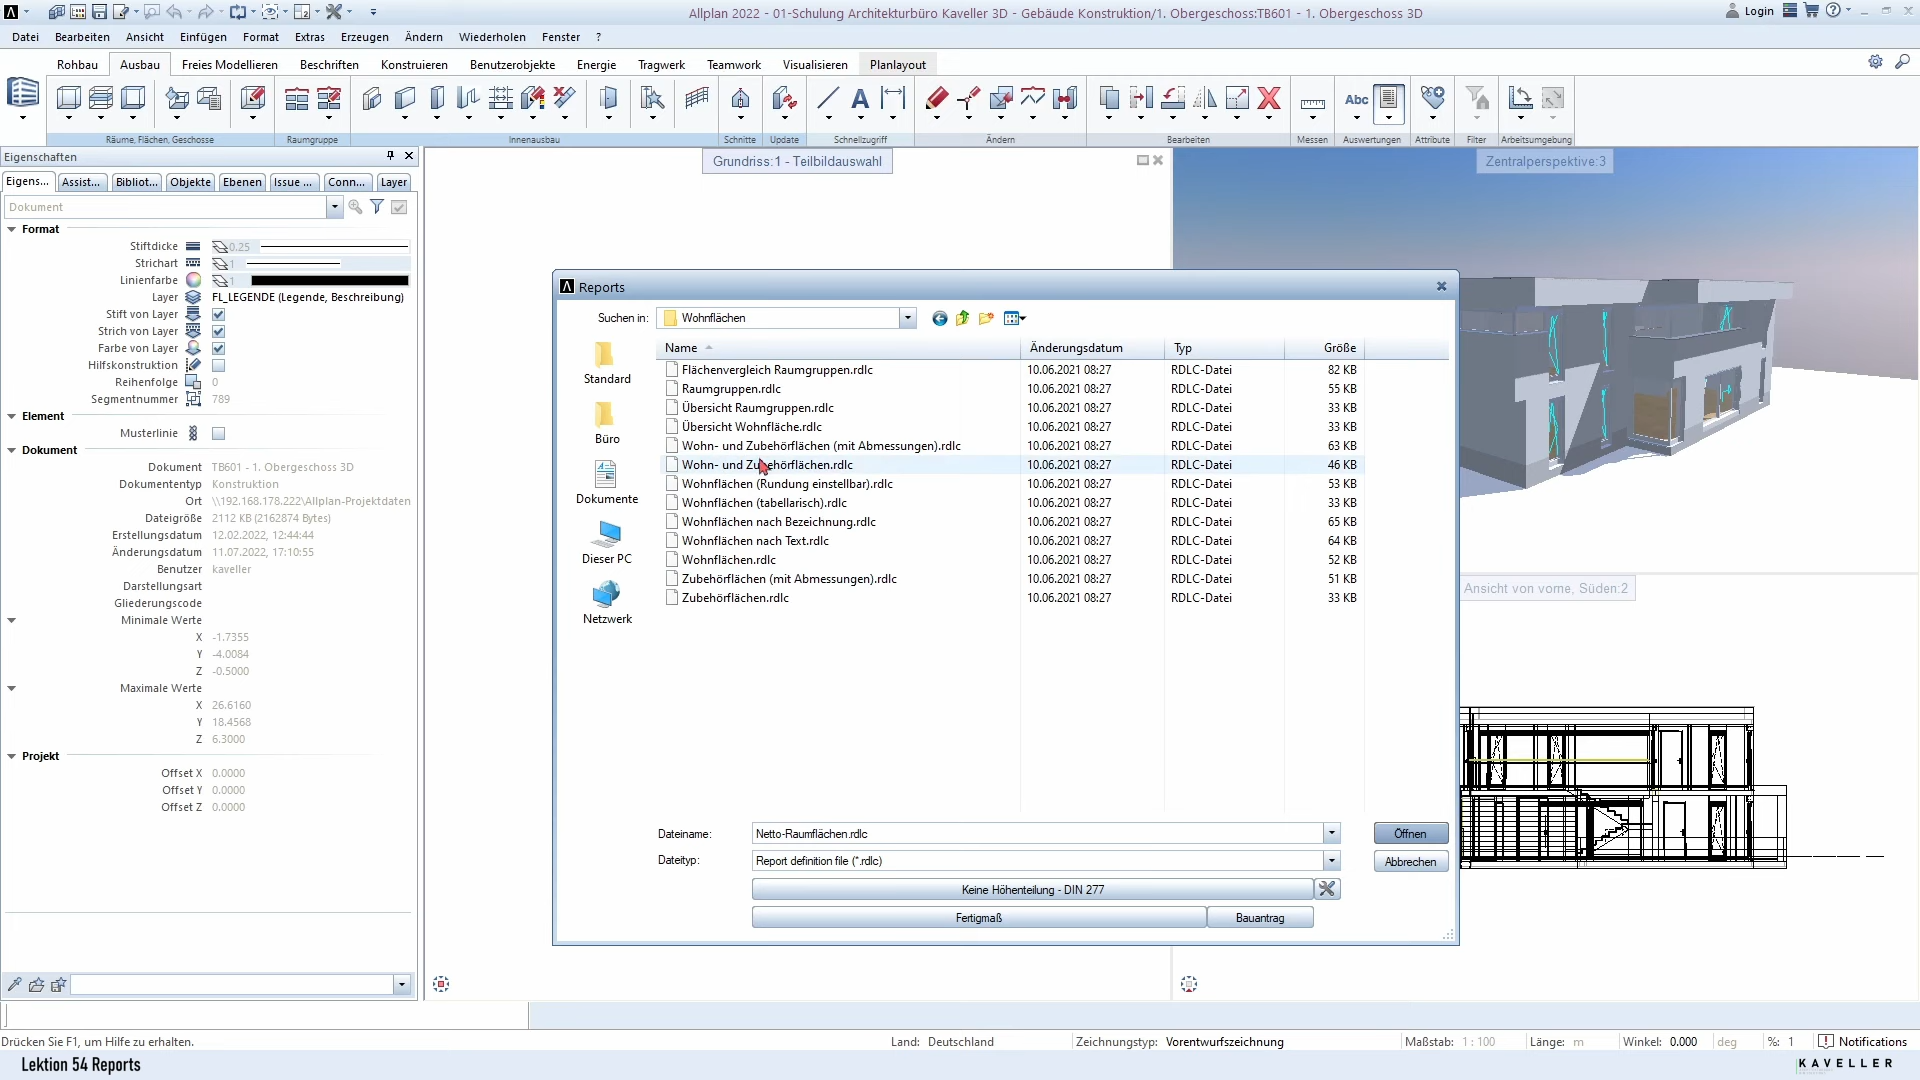 Allplan 2022 - 01-Schulung Architekturbüro Kaveller 3D - Gebäude Konstruktion/1. Obergeschoss:TB601 - 1. Obergeschoss 3D
Login
Datei Bearbeiten Ansicht Einfügen Format Extras Erzeugen Ändern Wiederholen Fenster ?
Rohbau Ausbau Freies Modellieren Beschriften Konstruieren Benutzerobjekte Energie Tragwerk Teamwork Visualisieren Planlayout
Abc
Räume, Flächen, Geschosse Raumgruppe Innenausbau Schnitte Update Schnellzugriff Ändern Bearbeiten Messen Auswertungen Attribute Filter Arbeitsumgebung
Eigenschaften
Eigens... Assist... Bibliot... Objekte Ebenen Issue ... Conn... Layer
Dokument
Format
Stiftdicke 0.25
Strichart 1
Linienfarbe 1
Layer FL_LEGENDE (Legende, Beschreibung)
Stift von Layer
Strich von Layer
Farbe von Layer
Hilfskonstruktion
Reihenfolge 0
Segmentnummer 789
Element
Musterlinie
Dokument
Dokument TB601 - 1. Obergeschoss 3D
Dokumententyp Konstruktion
Ort \\192.168.178.222\Allplan-Projektdaten
Dateigröße 2112 KB (2162874 Bytes)
Erstellungsdatum 12.02.2022, 12:44:44
Änderungsdatum 11.07.2022, 17:10:55
Benutzer kaveller
Darstellungsart
Gliederungscode
Minimale Werte
X -1.7355
Y -4.0084
Z -0.5000
Maximale Werte
X 26.6160
Y 18.4568
Z 6.3000
Projekt
Offset X 0.0000
Offset Y 0.0000
Offset Z 0.0000
Grundriss:1 - Teilbildauswahl
Zentralperspektive:3
Ansicht von vorne, Süden:2
Reports
Suchen in: Wohnflächen
Standard
Büro
Dokumente
Dieser PC
Netzwerk
Name Änderungsdatum Typ Größe
Flächenvergleich Raumgruppen.rdlc 10.06.2021 08:27 RDLC-Datei 82 KB
Raumgruppen.rdlc 10.06.2021 08:27 RDLC-Datei 55 KB
Übersicht Raumgruppen.rdlc 10.06.2021 08:27 RDLC-Datei 33 KB
Übersicht Wohnfläche.rdlc 10.06.2021 08:27 RDLC-Datei 33 KB
Wohn- und Zubehörflächen (mit Abmessungen).rdlc 10.06.2021 08:27 RDLC-Datei 63 KB
Wohn- und Zubehörflächen.rdlc 10.06.2021 08:27 RDLC-Datei 46 KB
Wohnflächen (Rundung einstellbar).rdlc 10.06.2021 08:27 RDLC-Datei 53 KB
Wohnflächen (tabellarisch).rdlc 10.06.2021 08:27 RDLC-Datei 33 KB
Wohnflächen nach Bezeichnung.rdlc 10.06.2021 08:27 RDLC-Datei 65 KB
Wohnflächen nach Text.rdlc 10.06.2021 08:27 RDLC-Datei 64 KB
Wohnflächen.rdlc 10.06.2021 08:27 RDLC-Datei 52 KB
Zubehörflächen (mit Abmessungen).rdlc 10.06.2021 08:27 RDLC-Datei 51 KB
Zubehörflächen.rdlc 10.06.2021 08:27 RDLC-Datei 33 KB
Dateiname: Netto-Raumflächen.rdlc Öffnen
Dateityp: Report definition file (*.rdlc) Abbrechen
Keine Höhenteilung - DIN 277
Fertigmaß Bauantrag
Drücken Sie F1, um Hilfe zu erhalten. Land: Deutschland Zeichnungstyp: Vorentwurfszeichnung Maßstab: 1 : 100 Länge: m Winkel: 0.000 deg %: 1 Notifications
Lektion 54 Reports
KAVELLER